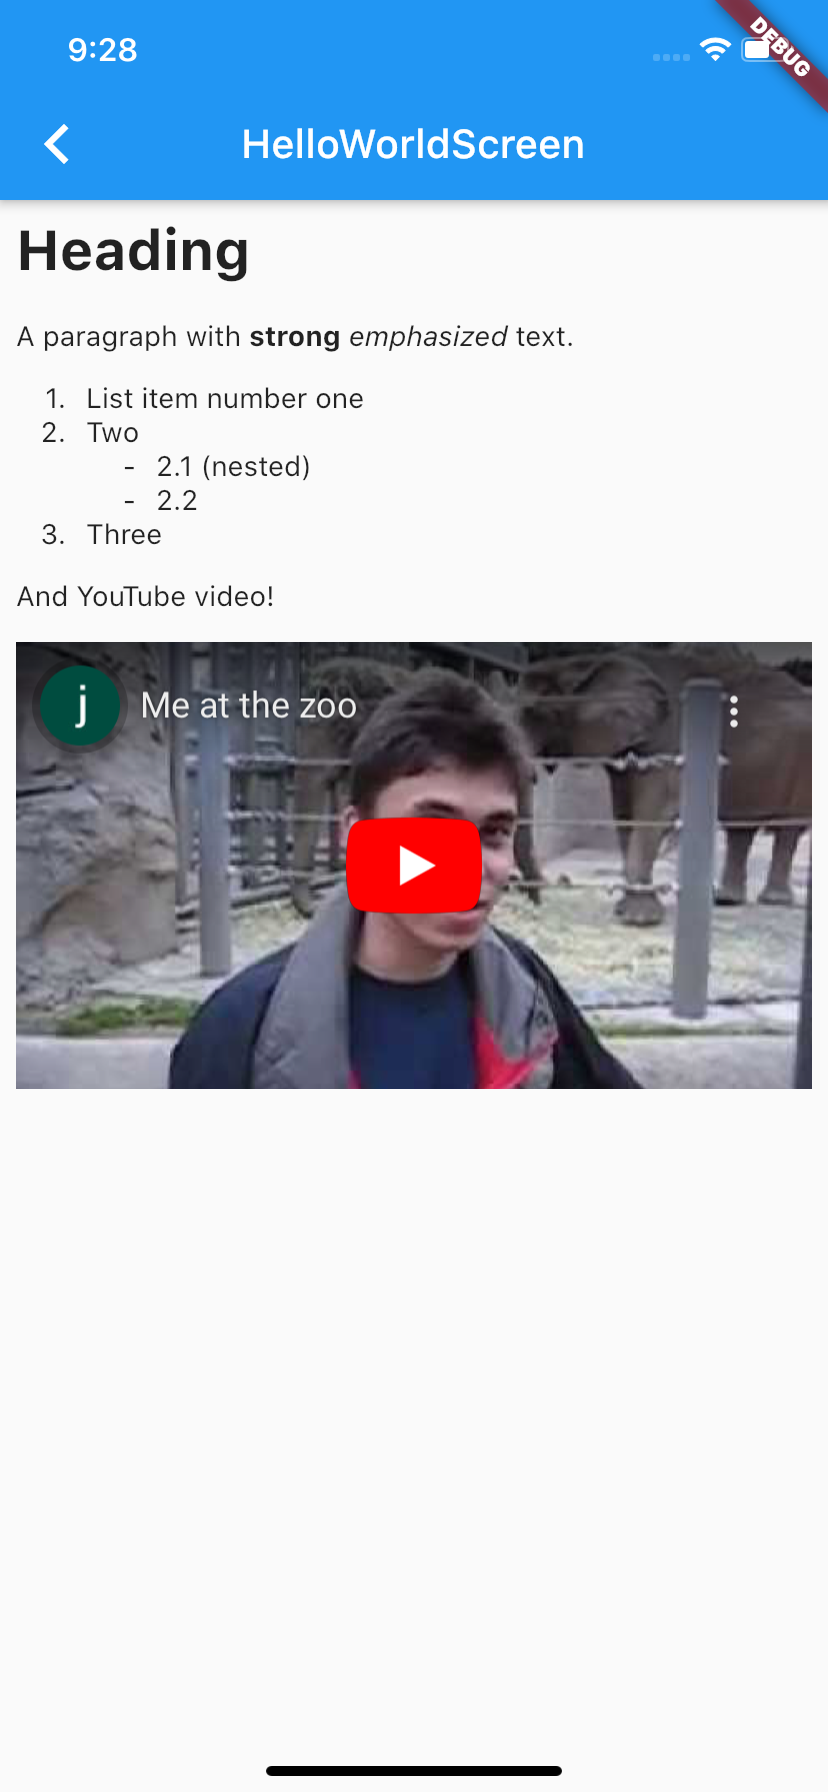 9:28
DEBUG
HelloWorldScreen
Heading
A paragraph with strong emphasized text.
1. List item number one
2. Two
- 2.1 (nested)
- 2.2
3. Three
And YouTube video!
j Me at the zoo